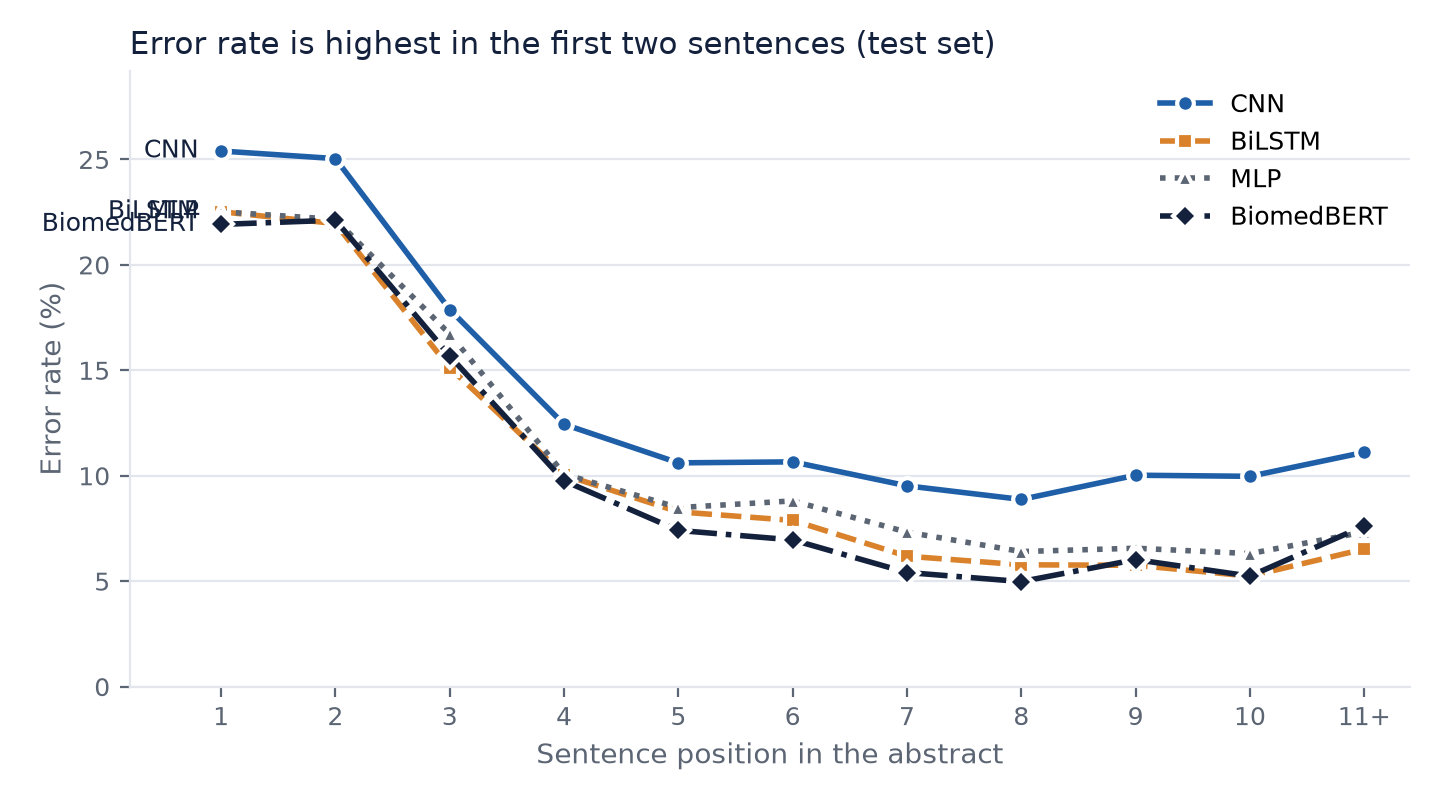 Error rate is highest in the first two sentences (test set)
CNN
BiLSTM
MLP
BiomedBERT
CNN
BiLSTM
MLP
BiomedBERT
25
20
15
10
5
0
Error rate (%)
1 2 3 4 5 6 7 8 9 10 11+
Sentence position in the abstract